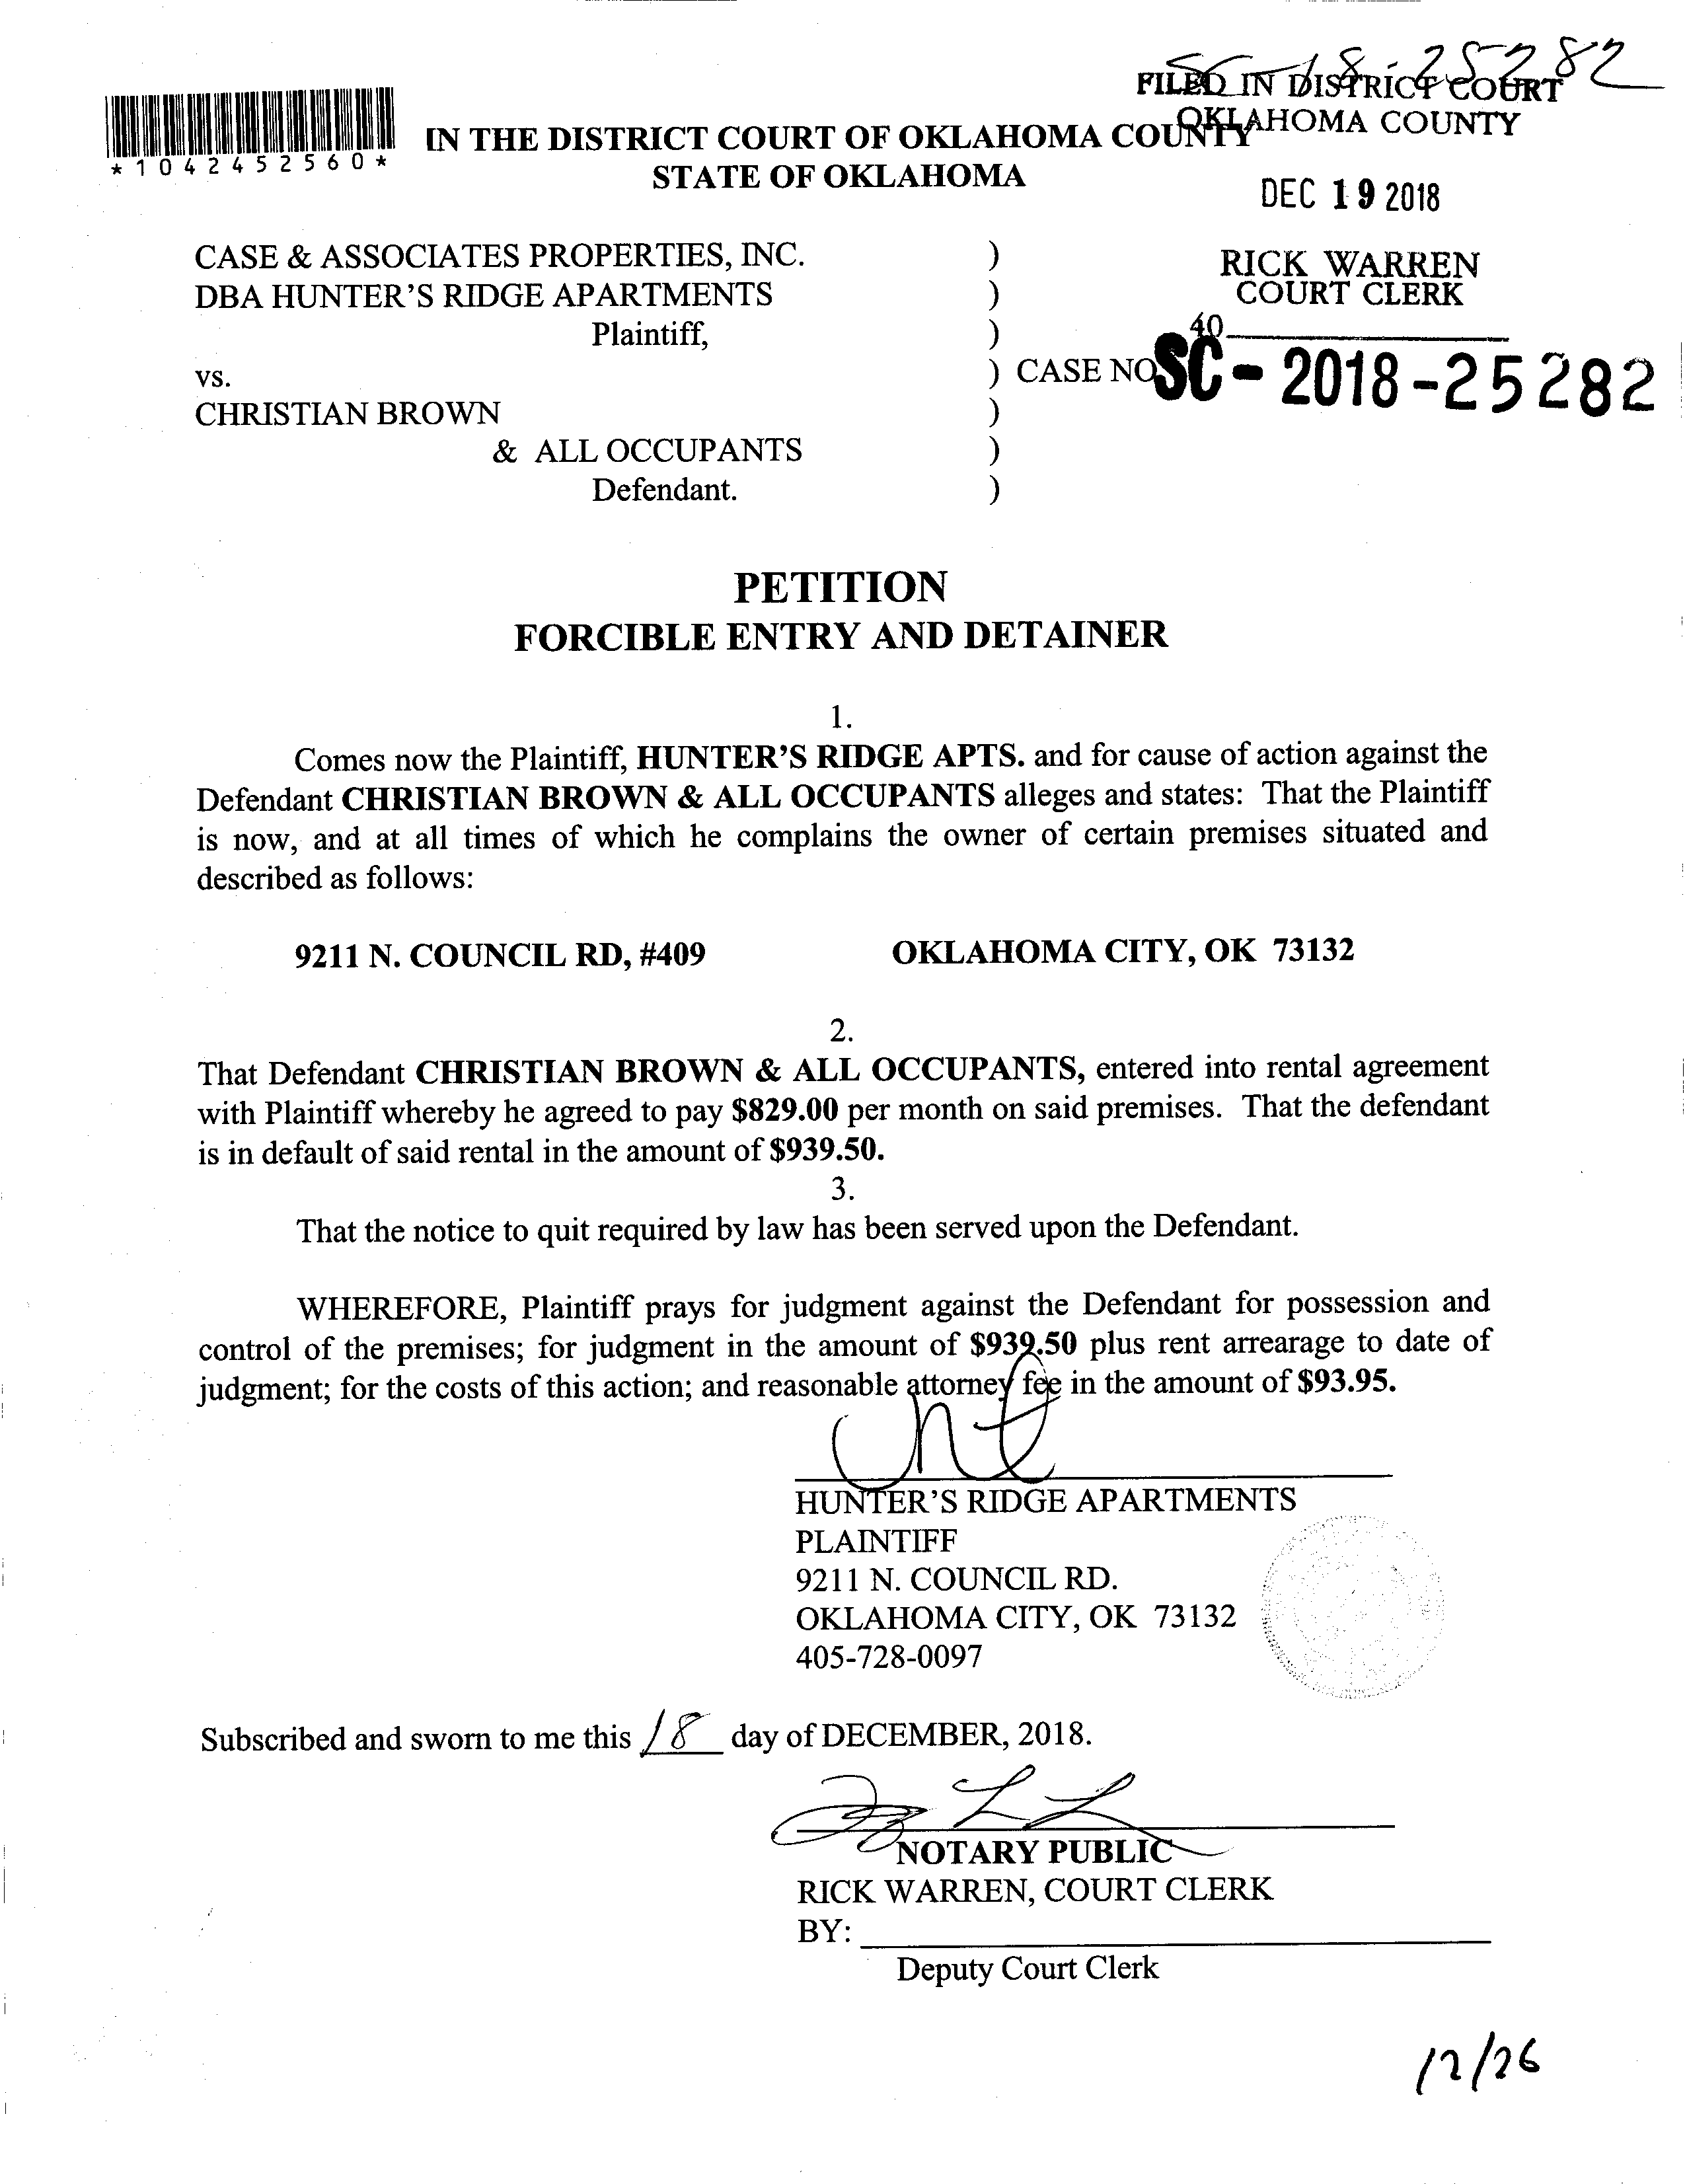 SC-18-25282
FILED IN DISTRICT COURT
OKLAHOMA COUNTY
*1042452560*
IN THE DISTRICT COURT OF OKLAHOMA COUNTY
STATE OF OKLAHOMA
DEC 19 2018
CASE & ASSOCIATES PROPERTIES, INC. )
DBA HUNTER'S RIDGE APARTMENTS )
Plaintiff, )
RICK WARREN
COURT CLERK
40
vs. ) CASE NO. SC-2018-25282
CHRISTIAN BROWN )
& ALL OCCUPANTS )
Defendant. )
PETITION
FORCIBLE ENTRY AND DETAINER
1.
Comes now the Plaintiff, HUNTER'S RIDGE APTS. and for cause of action against the
Defendant CHRISTIAN BROWN & ALL OCCUPANTS alleges and states: That the Plaintiff
is now, and at all times of which he complains the owner of certain premises situated and
described as follows:
9211 N. COUNCIL RD, #409 OKLAHOMA CITY, OK 73132
2.
That Defendant CHRISTIAN BROWN & ALL OCCUPANTS, entered into rental agreement
with Plaintiff whereby he agreed to pay $829.00 per month on said premises. That the defendant
is in default of said rental in the amount of $939.50.
3.
That the notice to quit required by law has been served upon the Defendant.
WHEREFORE, Plaintiff prays for judgment against the Defendant for possession and
control of the premises; for judgment in the amount of $939.50 plus rent arrearage to date of
judgment; for the costs of this action; and reasonable attorney fee in the amount of $93.95.
HUNTER'S RIDGE APARTMENTS
PLAINTIFF
9211 N. COUNCIL RD.
OKLAHOMA CITY, OK 73132
405-728-0097
Subscribed and sworn to me this 18 day of DECEMBER, 2018.
NOTARY PUBLIC
RICK WARREN, COURT CLERK
BY:
Deputy Court Clerk
12/26